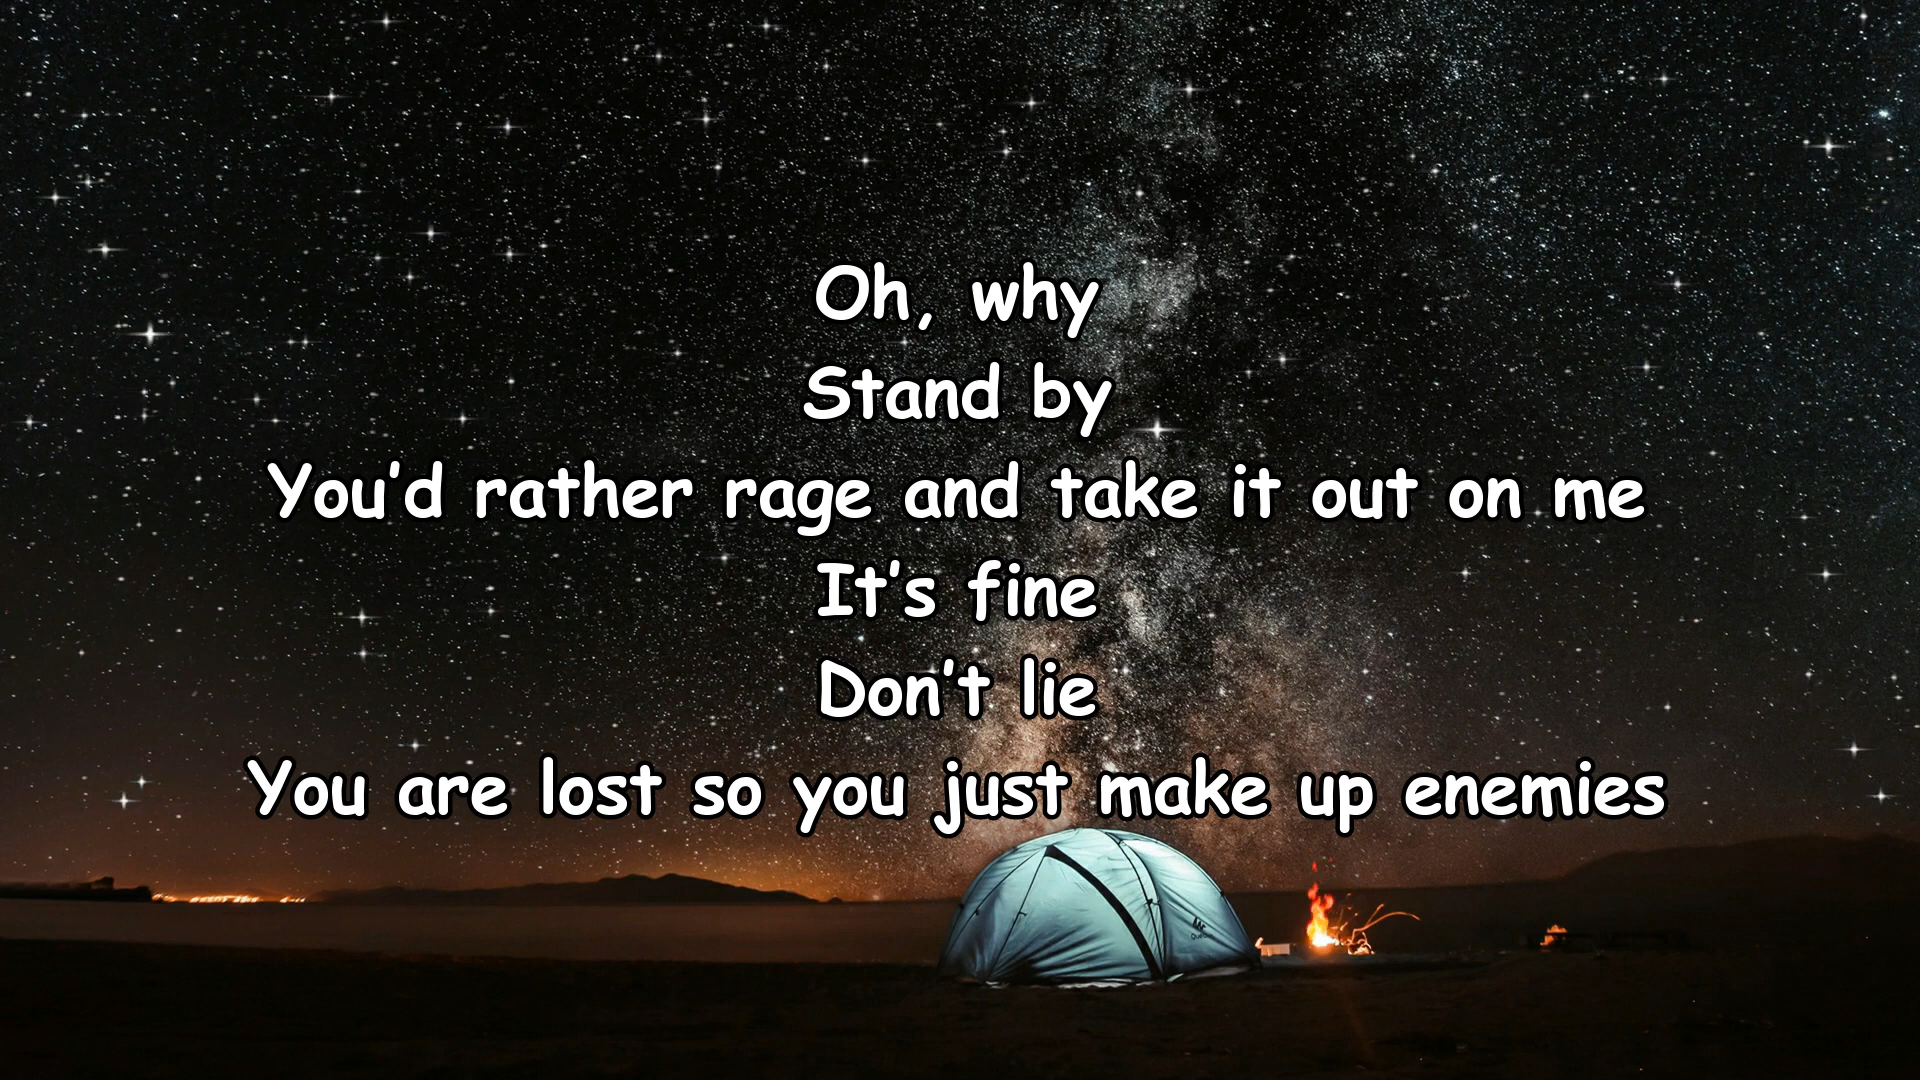 Oh, why
Stand by
You’d rather rage and take it out on me
It’s fine
Don’t lie
You are lost so you just make up enemies